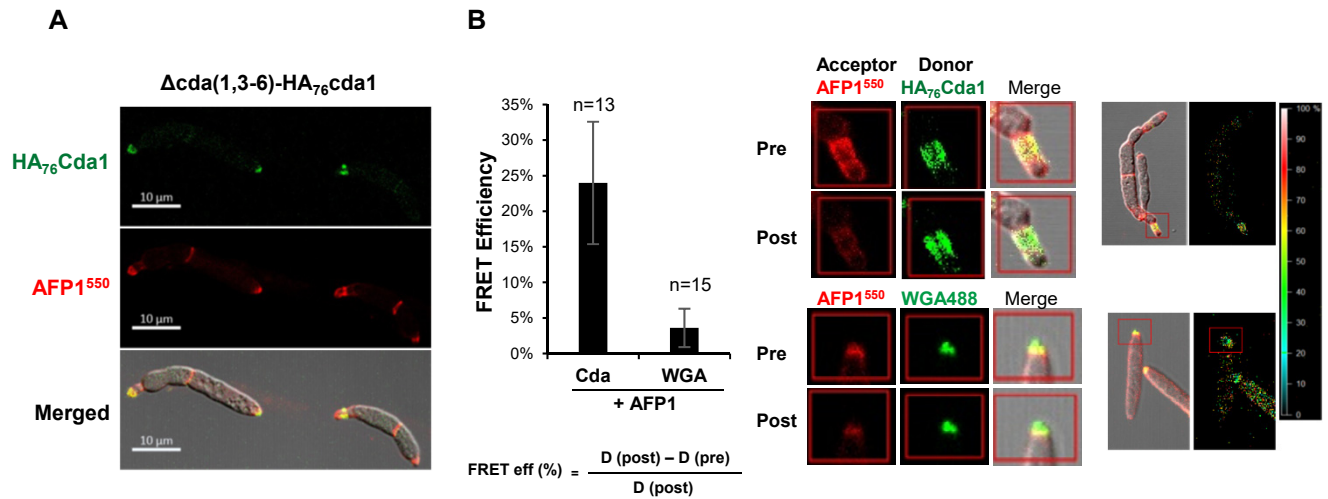 A
Δcda(1,3-6)-HA₇₆cda1
HA₇₆Cda1
10 µm
AFP1⁵⁵⁰
Merged
10 µm
B
FRET Efficiency
35%
30%
25%
20%
15%
10%
5%
0%
n=13
n=15
Cda WGA
+ AFP1
FRET eff (%) = D (post) – D (pre)
D (post)
Acceptor Donor
AFP1⁵⁵⁰ HA₇₆Cda1 Merge
Pre
Post
AFP1⁵⁵⁰ WGA488 Merge
Pre
Post
100 %
90
80
70
60
50
40
30
20
10
0